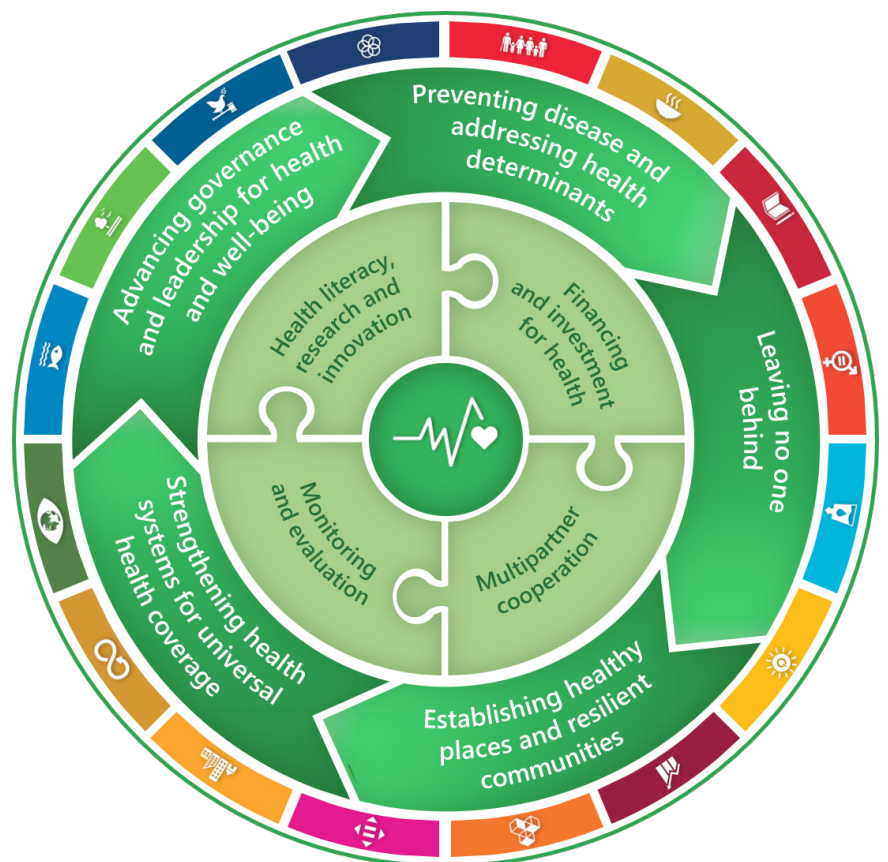 Preventing disease and
addressing health
determinants
Leaving no one
behind
Establishing healthy
places and resilient
communities
Strengthening health
systems for universal
health coverage
Advancing governance
and leadership for health
and well-being
Health literacy,
research and
innovation
Financing
and investment
for health
Multipartner
cooperation
Monitoring
and evaluation